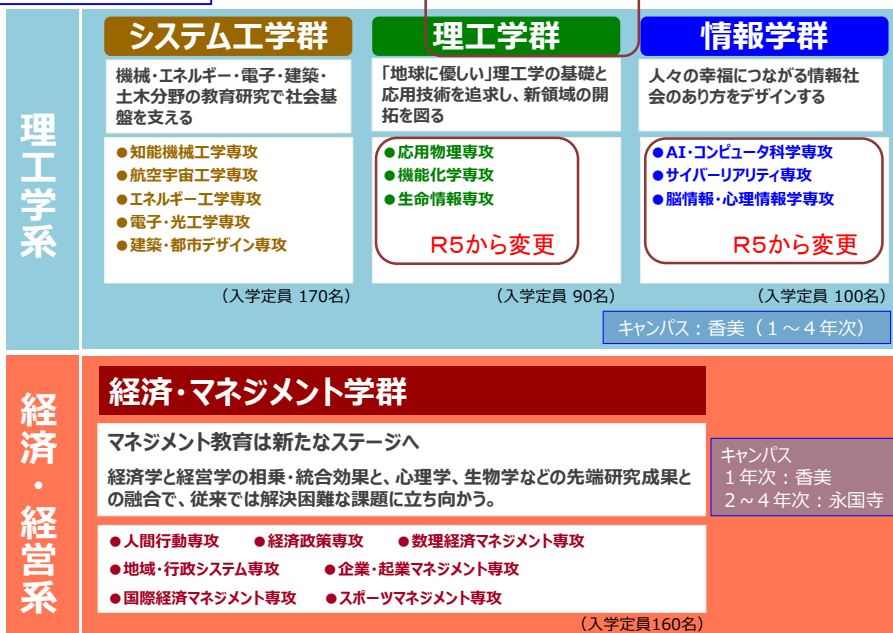 理工学系
システム工学群
機械・エネルギー・電子・建築・
土木分野の教育研究で社会基
盤を支える
●知能機械工学専攻
●航空宇宙工学専攻
●エネルギー工学専攻
●電子・光工学専攻
●建築・都市デザイン専攻
（入学定員 170名）
理工学群
「地球に優しい」理工学の基礎と
応用技術を追求し、新領域の開
拓を図る
●応用物理専攻
●機能化学専攻
●生命情報専攻
R5から変更
（入学定員 90名）
情報学群
人々の幸福につながる情報社
会のあり方をデザインする
●AI・コンピュータ科学専攻
●サイバーリアリティ専攻
●脳情報・心理情報学専攻
R5から変更
（入学定員 100名）
キャンパス：香美（１～４年次）
経済・経営系
経済・マネジメント学群
マネジメント教育は新たなステージへ
経済学と経営学の相乗・統合効果と、心理学、生物学などの先端研究成果と
の融合で、従来では解決困難な課題に立ち向かう。
●人間行動専攻 ●経済政策専攻 ●数理経済マネジメント専攻
●地域・行政システム専攻 ●企業・起業マネジメント専攻
●国際経済マネジメント専攻 ●スポーツマネジメント専攻
（入学定員160名）
キャンパス
１年次：香美
２～４年次：永国寺